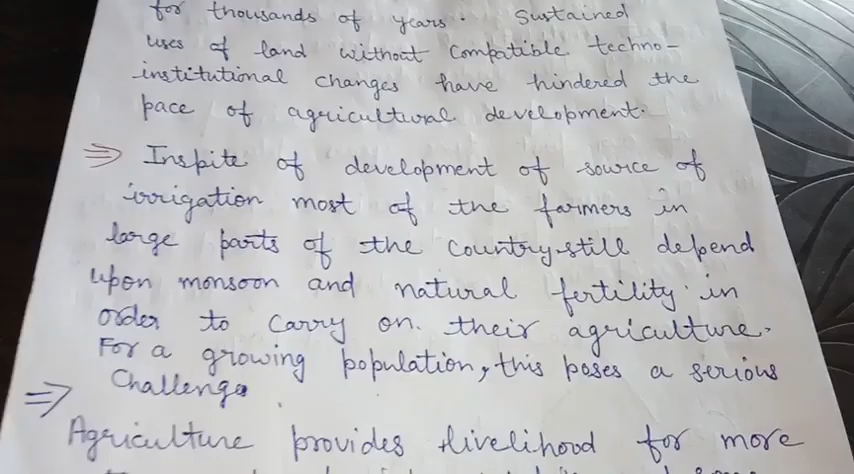 for thousands of years. Sustained
uses of land without compatible techno-
institutional changes have hindered the
pace of agricultural development.
⇒ Inspite of development of source of
irrigation most of the farmers in
large parts of the country still depend
upon monsoon and natural fertility in
order to carry on their agriculture.
For a growing population, this poses a serious
Challenge
⇒
Agriculture provides livelihood for more